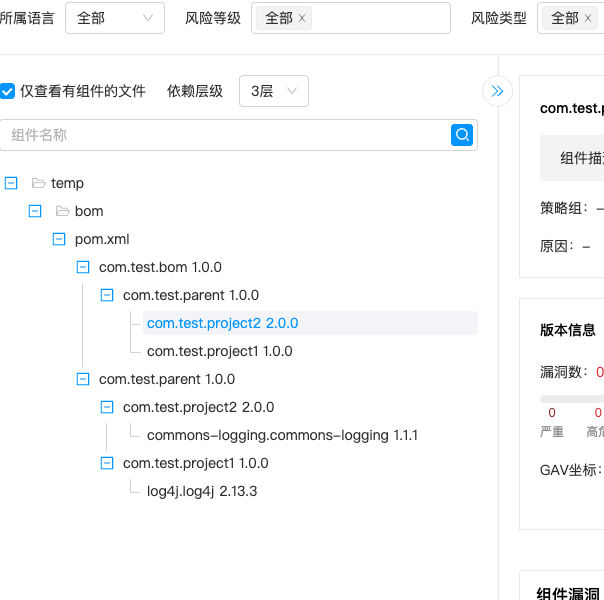 所属语言 全部 风险等级 全部 × 风险类型 全部 ×
仅查看有组件的文件 依赖层级 3层
组件名称
temp
bom
pom.xml
com.test.bom 1.0.0
com.test.parent 1.0.0
com.test.project2 2.0.0
com.test.project1 1.0.0
com.test.parent 1.0.0
com.test.project2 2.0.0
commons-logging.commons-logging 1.1.1
com.test.project1 1.0.0
log4j.log4j 2.13.3
com.test.
组件描
策略组： –
原因： –
版本信息
漏洞数： 0
0 0
严重 高危
GAV坐标：
组件漏洞